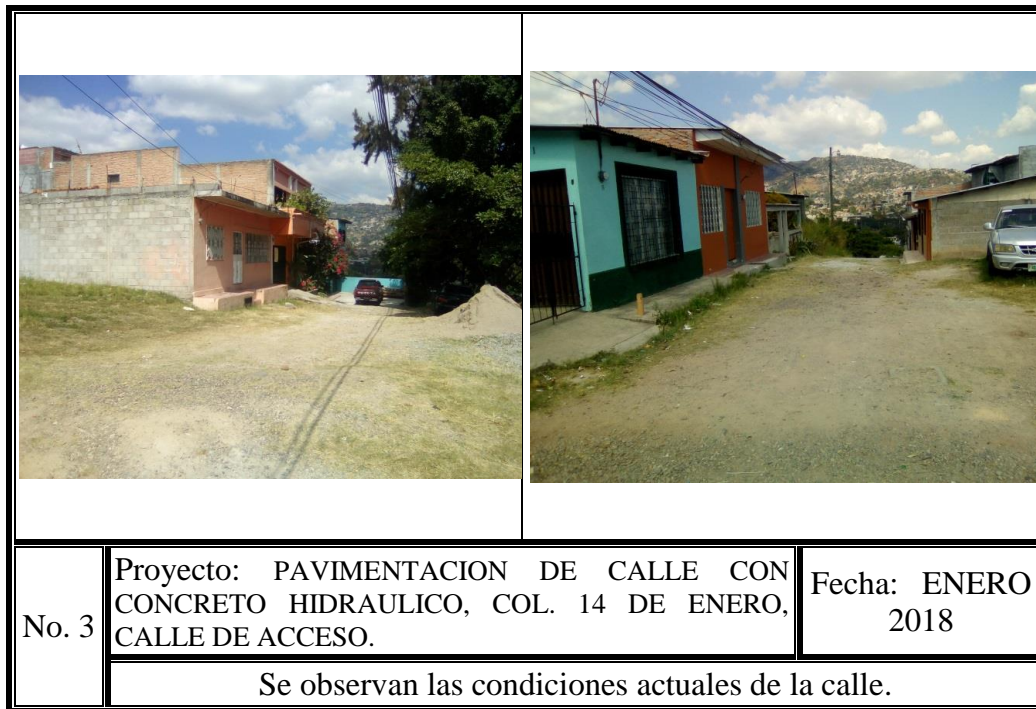 No. 3
Proyecto: PAVIMENTACION DE CALLE CON
CONCRETO HIDRAULICO, COL. 14 DE ENERO,
CALLE DE ACCESO.
Fecha: ENERO
2018
Se observan las condiciones actuales de la calle.